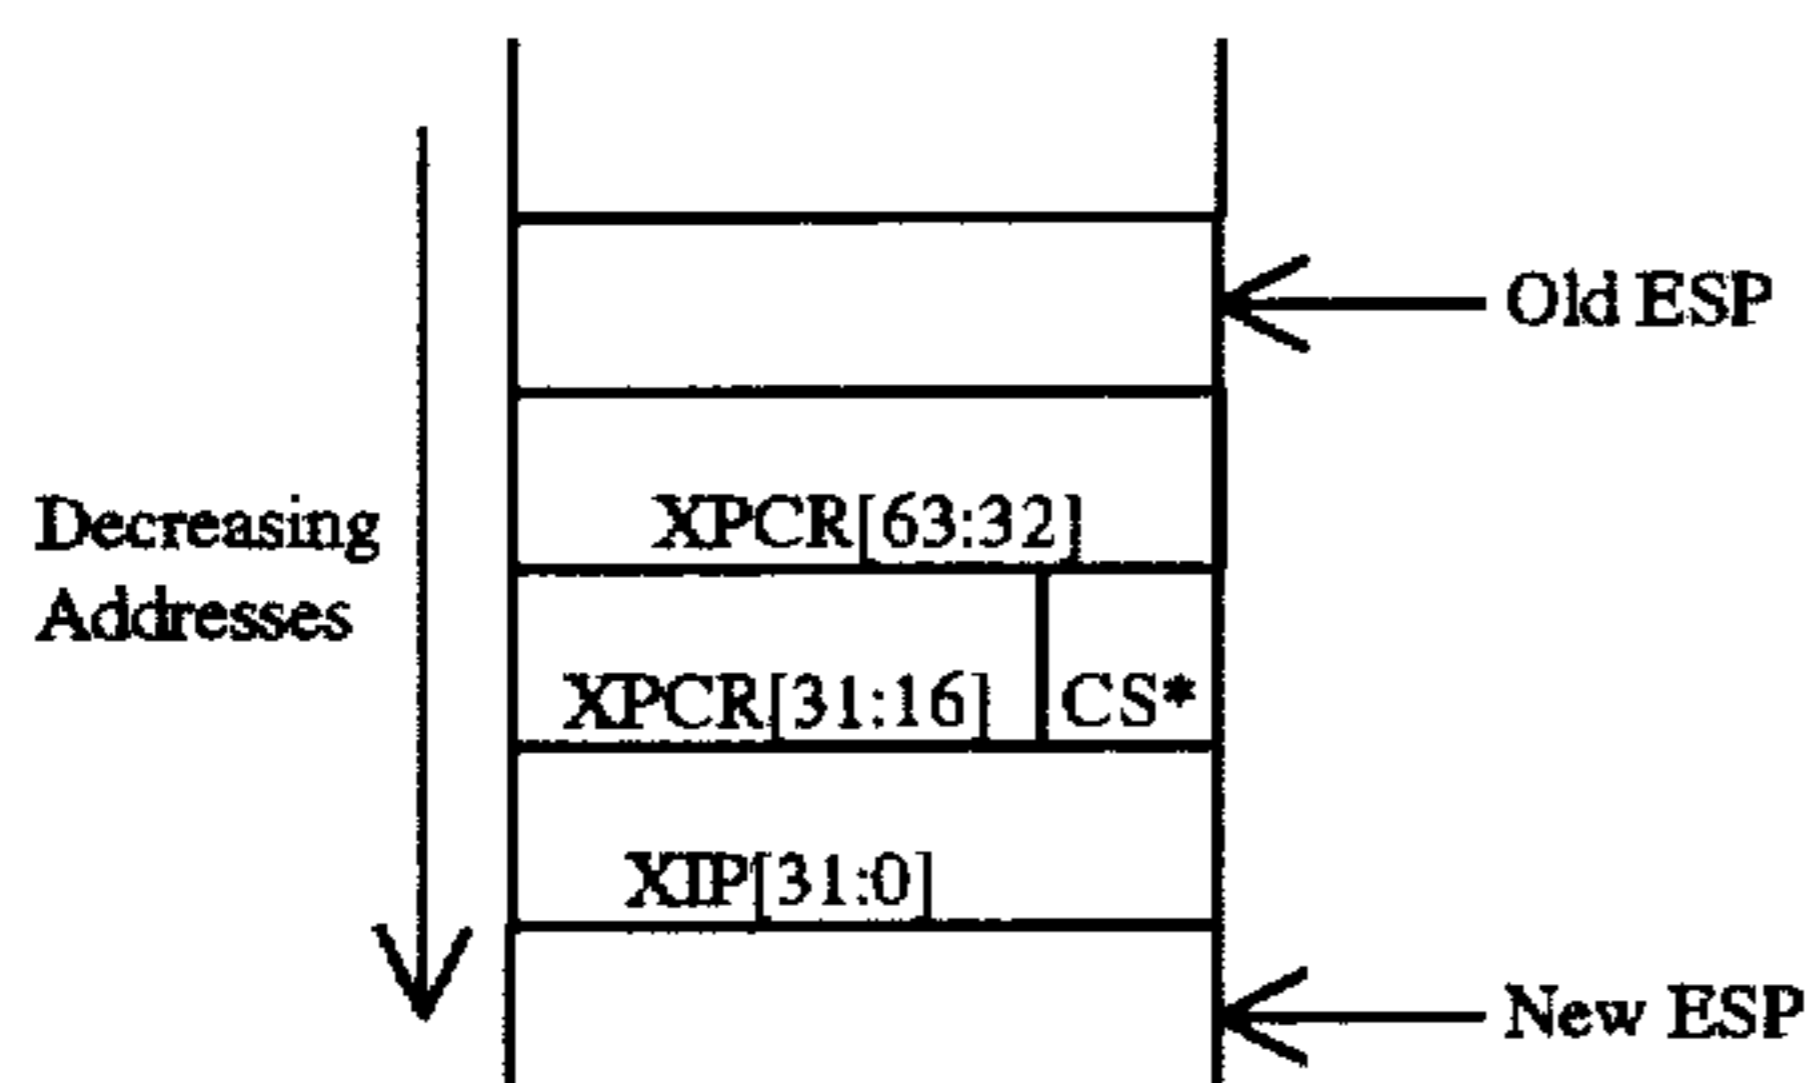 Old ESP
XPCR[63:32]
Decreasing
Addresses
XPCR[31:16] CS*
XIP[31:0]
New ESP